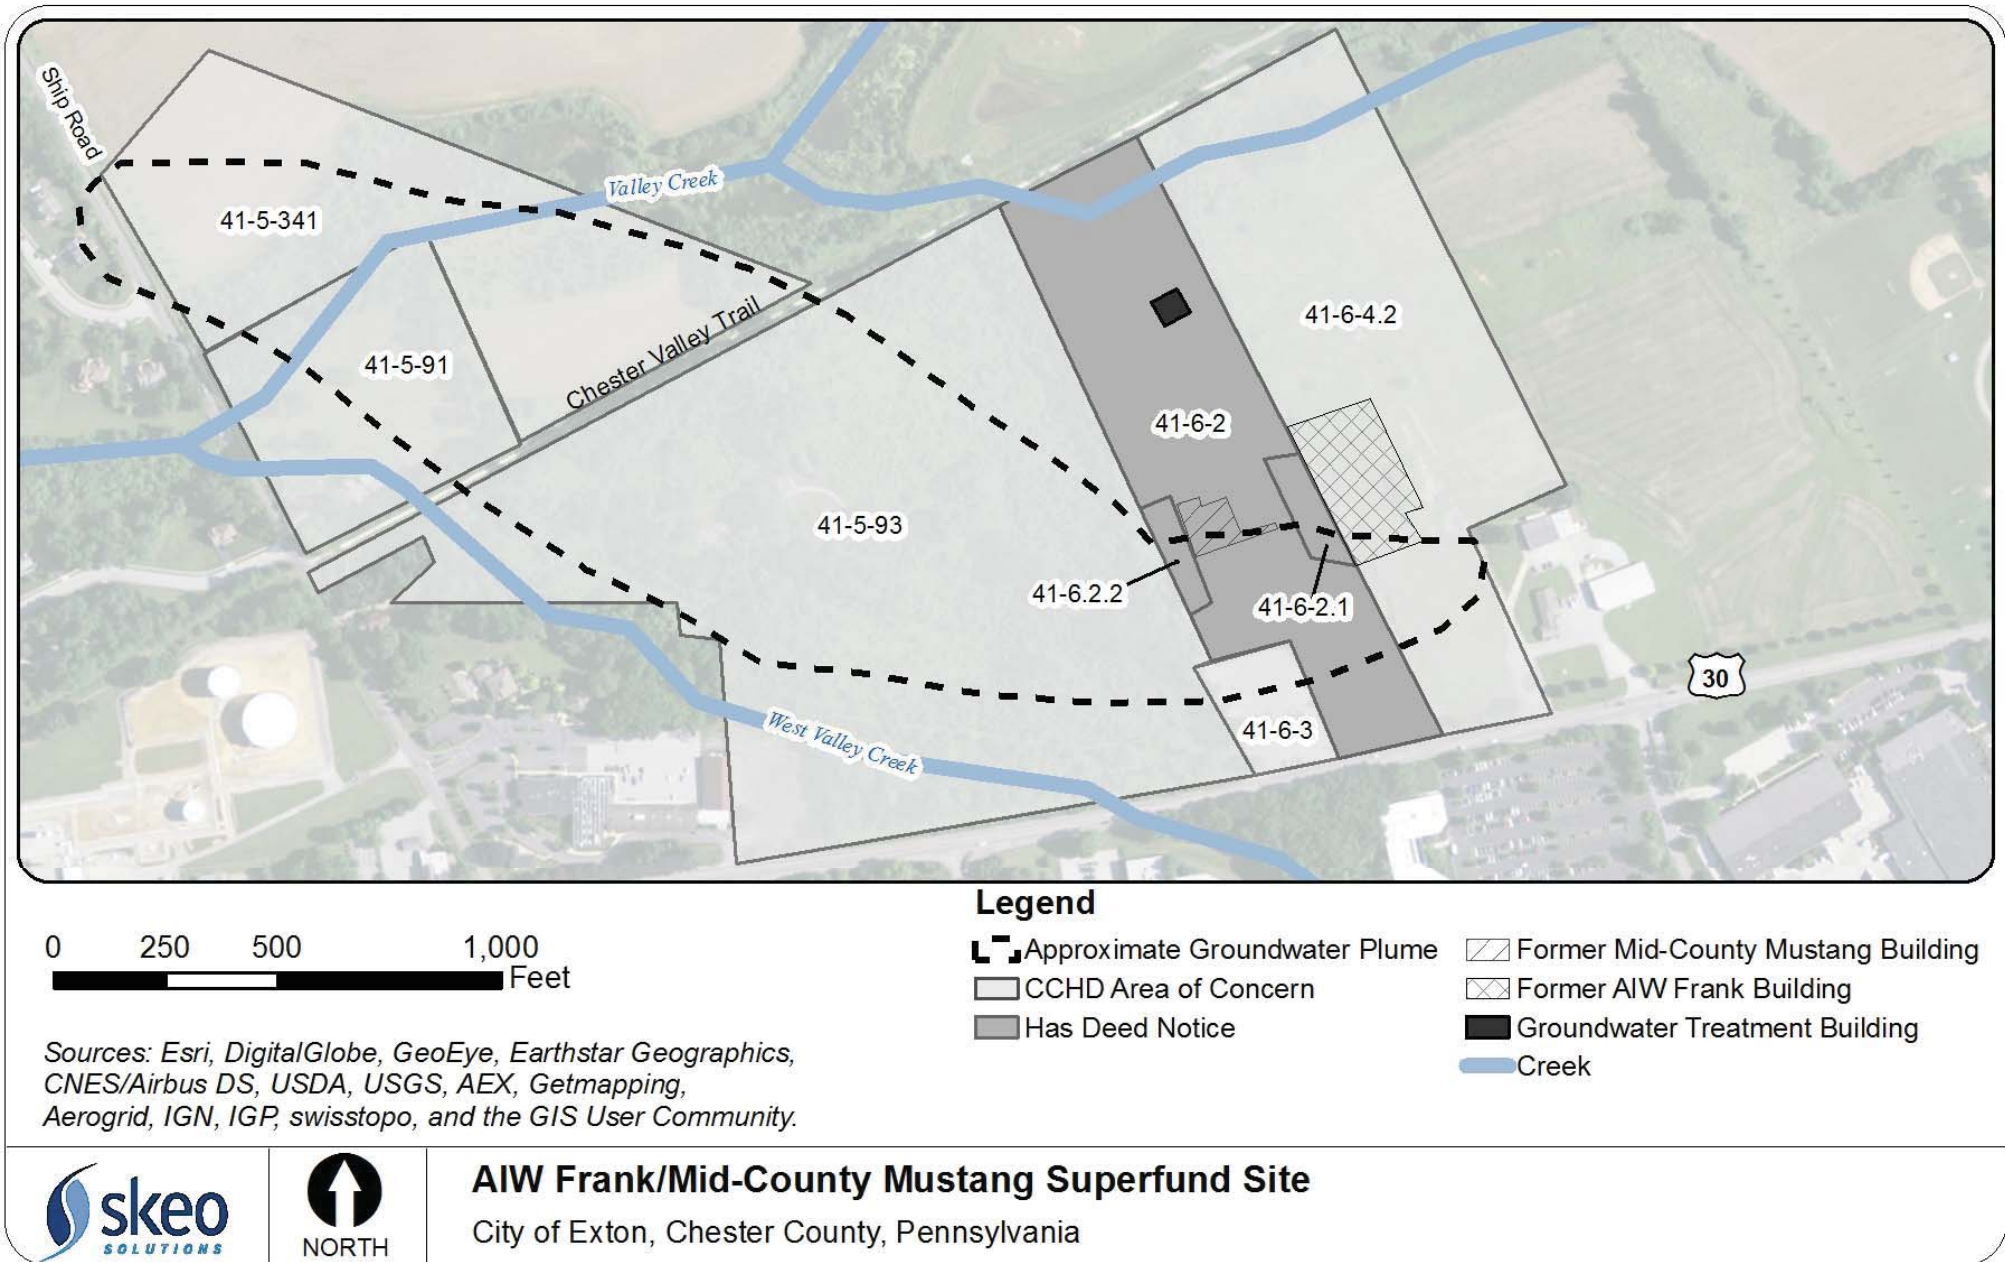 Ship Road
Valley Creek
41-5-341
41-6-4.2
41-5-91
Chester Valley Trail
41-6-2
41-5-93
41-6.2.2
41-6-2.1
30
41-6-3
West Valley Creek
Legend
0 250 500 1,000
Feet
Approximate Groundwater Plume
CCHD Area of Concern
Has Deed Notice
Former Mid-County Mustang Building
Former AIW Frank Building
Groundwater Treatment Building
Creek
Sources: Esri, DigitalGlobe, GeoEye, Earthstar Geographics,
CNES/Airbus DS, USDA, USGS, AEX, Getmapping,
Aerogrid, IGN, IGP, swisstopo, and the GIS User Community.
skeo
SOLUTIONS
NORTH
AIW Frank/Mid-County Mustang Superfund Site
City of Exton, Chester County, Pennsylvania